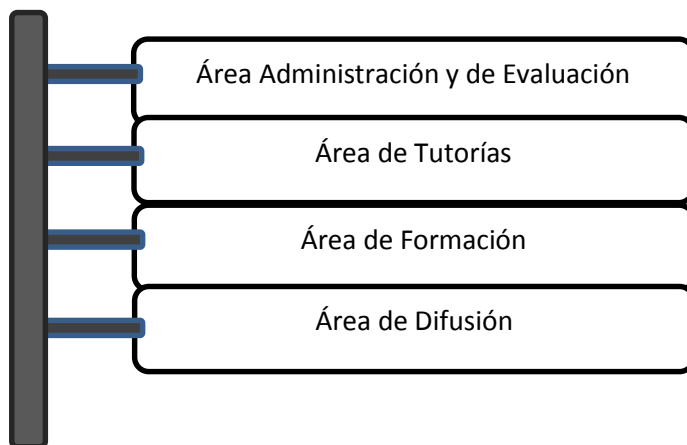 Área Administración y de Evaluación
Área de Tutorías
Área de Formación
Área de Difusión